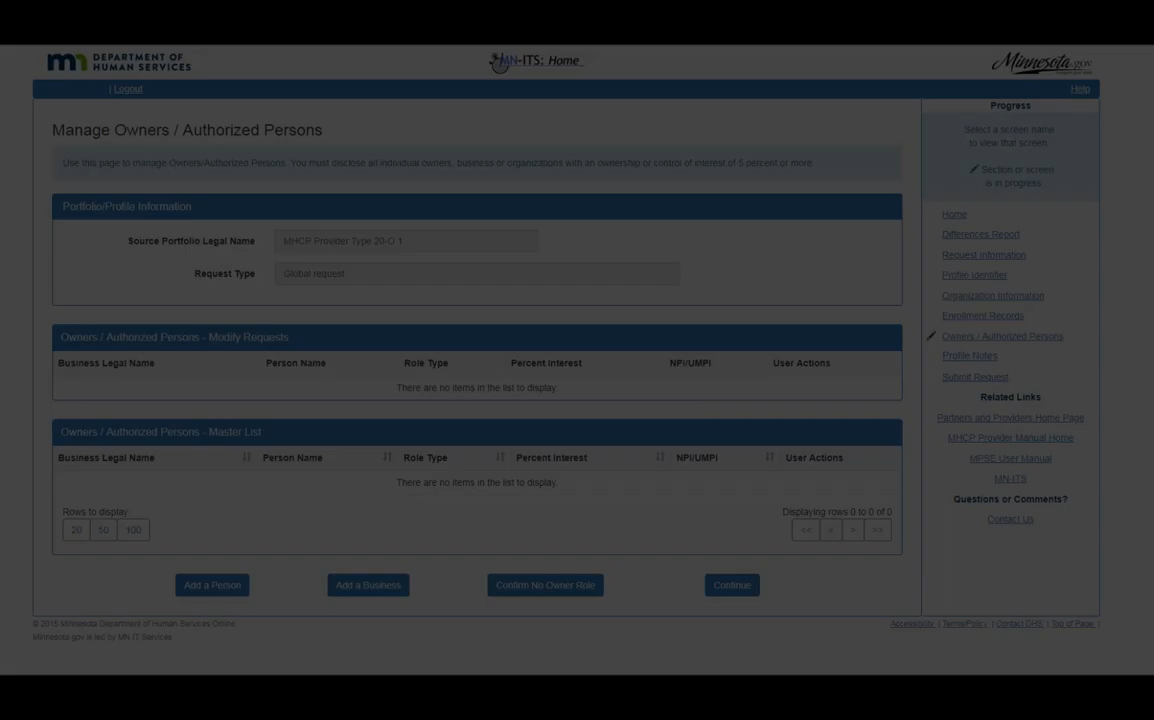 DEPARTMENT OF
HUMAN SERVICES
MN-ITS: Home
Minnesota.gov
| Logout
Help
Manage Owners / Authorized Persons
Use this page to manage Owners/Authorized Persons. You must disclose all individual owners, business or organizations with an ownership or control of interest of 5 percent or more
Portfolio/Profile Information
Source Portfolio Legal Name
MHCP Provider Type 20-O 1
Request Type
Global request
Owners / Authorized Persons - Modify Requests
Business Legal Name Person Name Role Type Percent Interest NPI/UMPI User Actions
There are no items in the list to display.
Owners / Authorized Persons - Master List
Business Legal Name Person Name Role Type Percent Interest NPI/UMPI User Actions
There are no items in the list to display.
Rows to display:
20 50 100
Displaying rows 0 to 0 of 0
<< < > >>
Add a Person Add a Business Confirm No Owner Role Continue
Progress
Select a screen name
to view that screen.
Section or screen
is in progress
Home
Differences Report
Request Information
Profile Identifier
Organization Information
Enrollment Records
Owners / Authorized Persons
Profile Notes
Submit Request
Related Links
Partners and Providers Home Page
MHCP Provider Manual Home
MPSE User Manual
MN-ITS
Questions or Comments?
Contact Us
© 2015 Minnesota Department of Human Services Online
Minnesota.gov is led by MN.IT Services
Accessibility | Terms/Policy | Contact DHS | Top of Page |